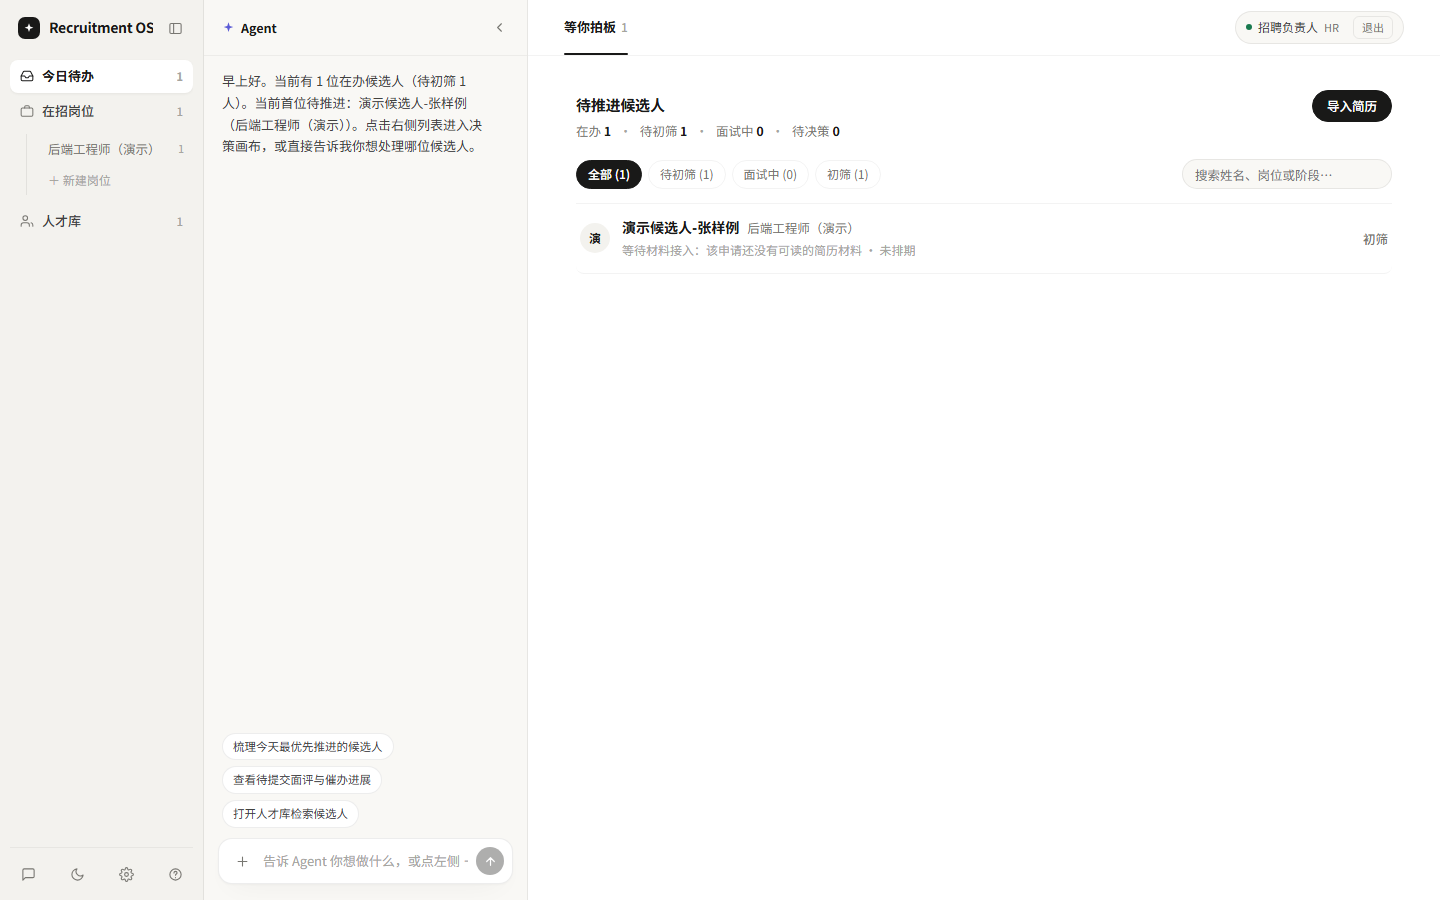 Recruitment OS
今日待办 1
在招岗位 1
后端工程师（演示） 1
+ 新建岗位
人才库 1
Agent
早上好。当前有 1 位在办候选人（待初筛 1
人）。当前首位待推进：演示候选人-张样例
（后端工程师（演示））。点击右侧列表进入决
策画布，或直接告诉我你想处理哪位候选人。
梳理今天最优先推进的候选人
查看待提交面评与催办进展
打开人才库检索候选人
告诉 Agent 你想做什么，或点左侧
等你拍板 1
招聘负责人 HR 退出
待推进候选人
导入简历
在办 1 • 待初筛 1 • 面试中 0 • 待决策 0
全部 (1) 待初筛 (1) 面试中 (0) 初筛 (1)
搜索姓名、岗位或阶段…
演
演示候选人-张样例 后端工程师（演示）
等待材料接入：该申请还没有可读的简历材料 • 未排期
初筛